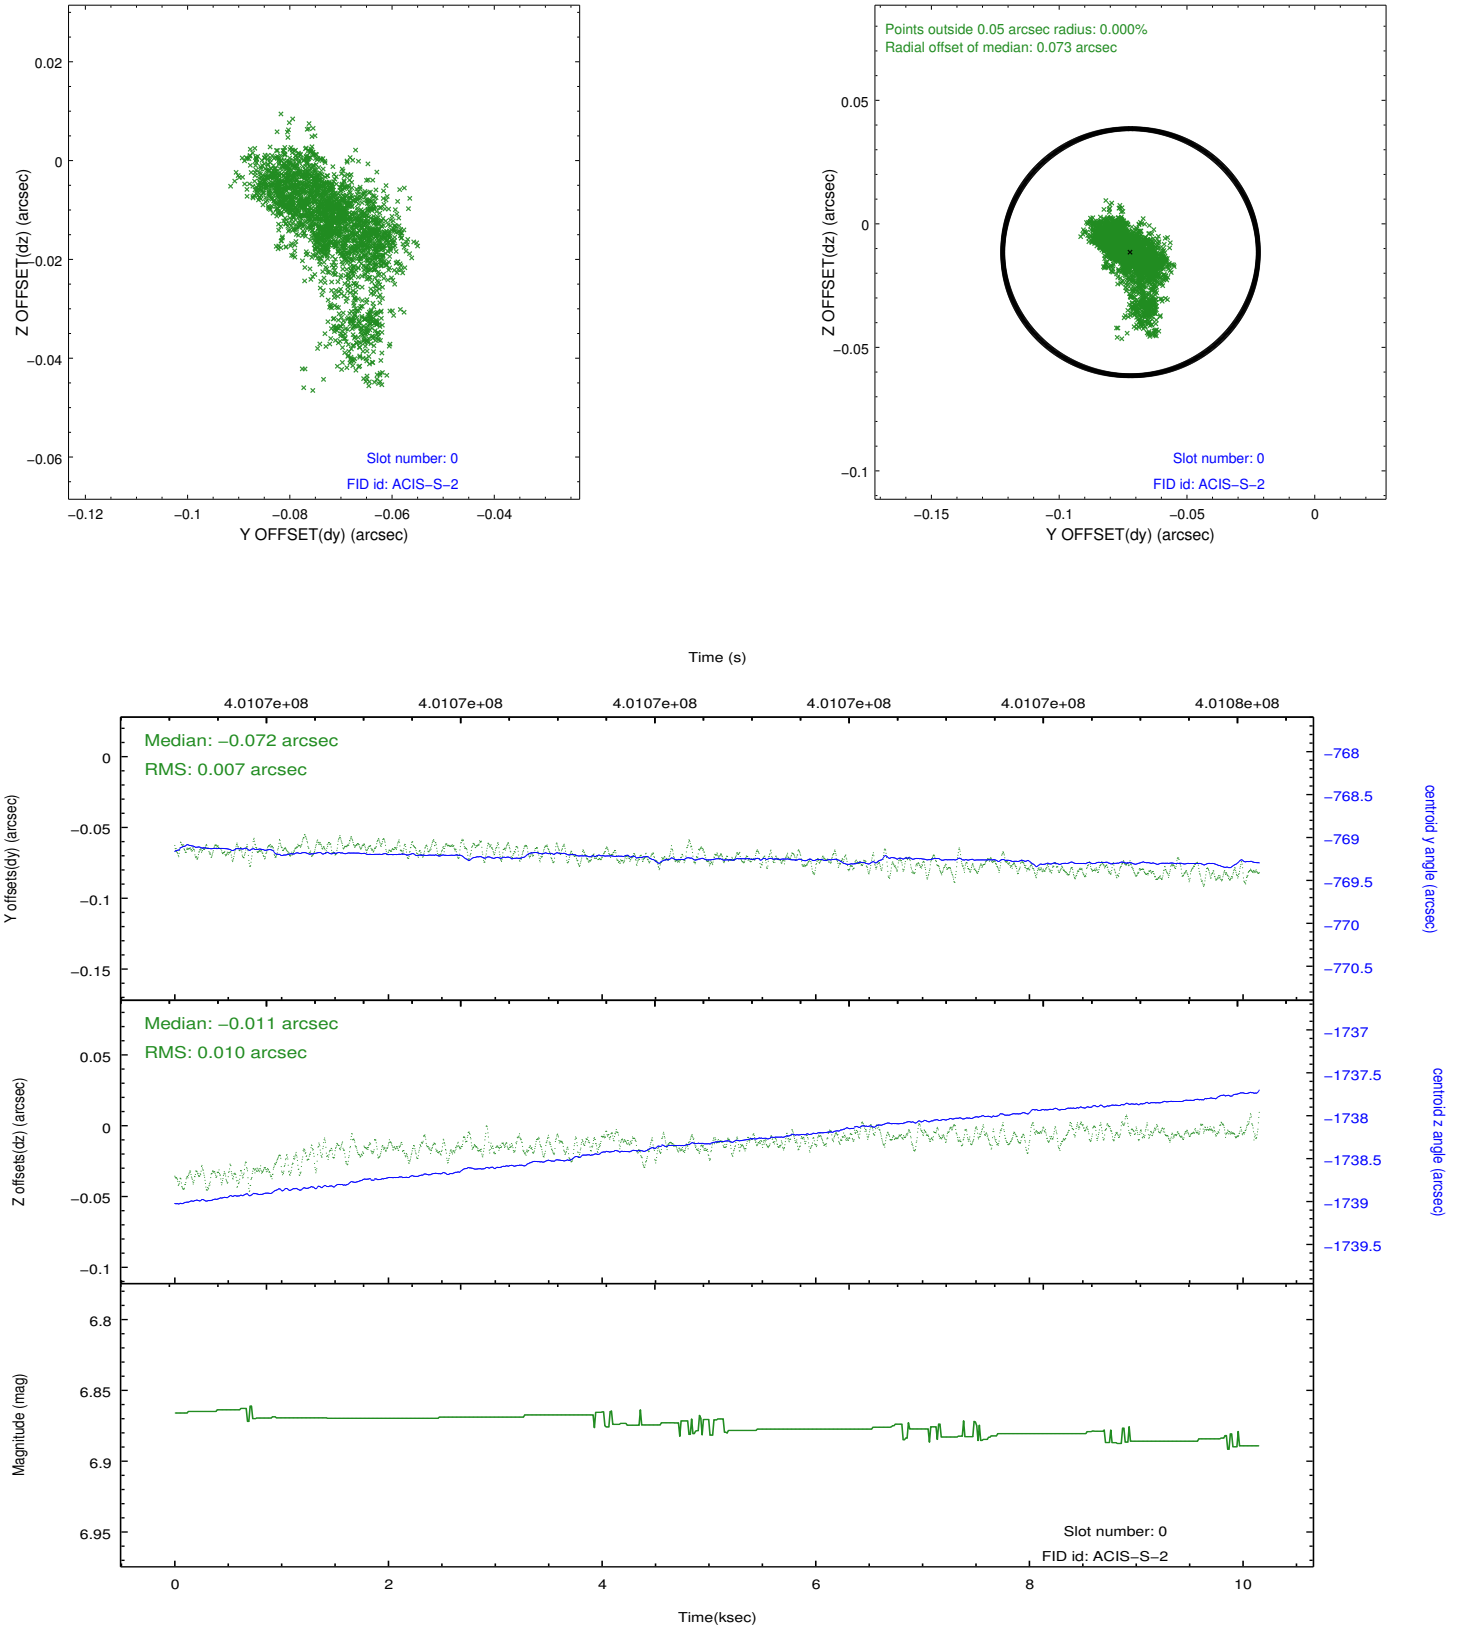 0.02
0
−0.02
−0.04
−0.06
Z OFFSET(dz) (arcsec)
Slot number: 0
FID id: ACIS−S−2
−0.12
−0.1
−0.08
−0.06
−0.04
Y OFFSET(dy) (arcsec)
Points outside 0.05 arcsec radius: 0.000%
Radial offset of median: 0.073 arcsec
0.05
0
−0.05
−0.1
Z OFFSET(dz) (arcsec)
Slot number: 0
FID id: ACIS−S−2
−0.15
−0.1
−0.05
0
Y OFFSET(dy) (arcsec)
Time (s)
4.0107e+08
4.0107e+08
4.0107e+08
4.0107e+08
4.0107e+08
4.0108e+08
Median: −0.072 arcsec
RMS: 0.007 arcsec
0
−0.05
−0.1
−0.15
Y offsets(dy) (arcsec)
−768
−768.5
−769
−769.5
−770
−770.5
centroid y angle (arcsec)
Median: −0.011 arcsec
RMS: 0.010 arcsec
0.05
0
−0.05
−0.1
Z offsets(dz) (arcsec)
−1737
−1737.5
−1738
−1738.5
−1739
−1739.5
centroid z angle (arcsec)
6.8
6.85
6.9
6.95
Magnitude (mag)
Slot number: 0
FID id: ACIS−S−2
0
2
4
6
8
10
Time(ksec)